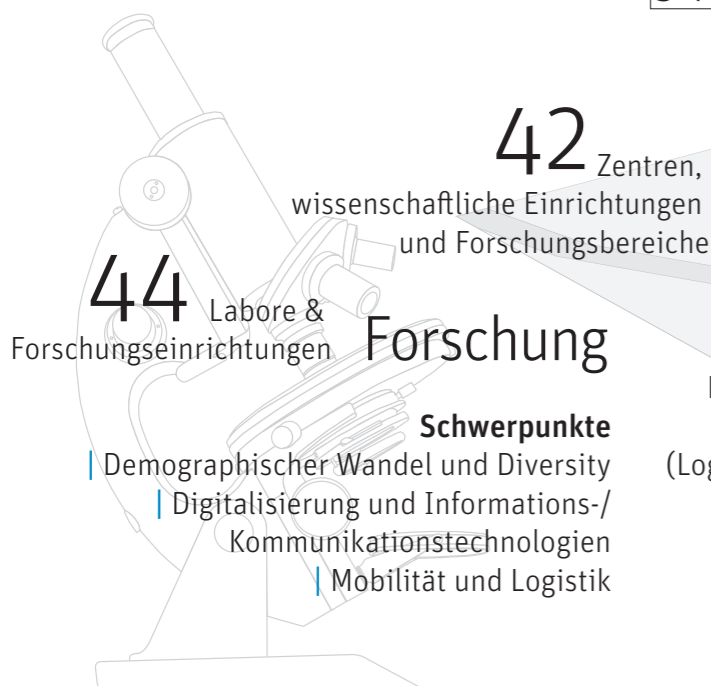 42 Zentren,
wissenschaftliche Einrichtungen
und Forschungsbereiche
44 Labore &
Forschungseinrichtungen
Forschung
Schwerpunkte
| Demographischer Wandel und Diversity
| Digitalisierung und Informations-/
Kommunikationstechnologien
| Mobilität und Logistik